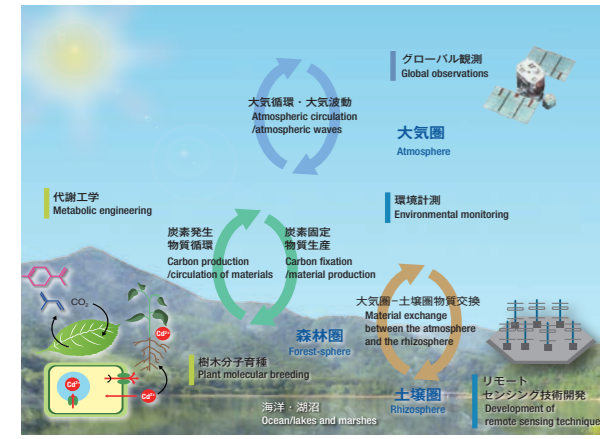 グローバル観測
Global observations
大気循環・大気波動
Atmospheric circulation
/atmospheric waves
大気圏
Atmosphere
代謝工学
Metabolic engineering
環境計測
Environmental monitoring
炭素発生
物質循環
Carbon production
/circulation of materials
炭素固定
物質生産
Carbon fixation
/material production
大気圏−土壌圏物質交換
Material exchange
between the atmosphere
and the rhizosphere
CO₂
Cd²⁺
森林圏
Forest-sphere
樹木分子育種
Plant molecular breeding
Cd²⁺
Cd²⁺
海洋・湖沼
Ocean/lakes and marshes
土壌圏
Rhizosphere
リモート
センシング技術開発
Development of
remote sensing technique